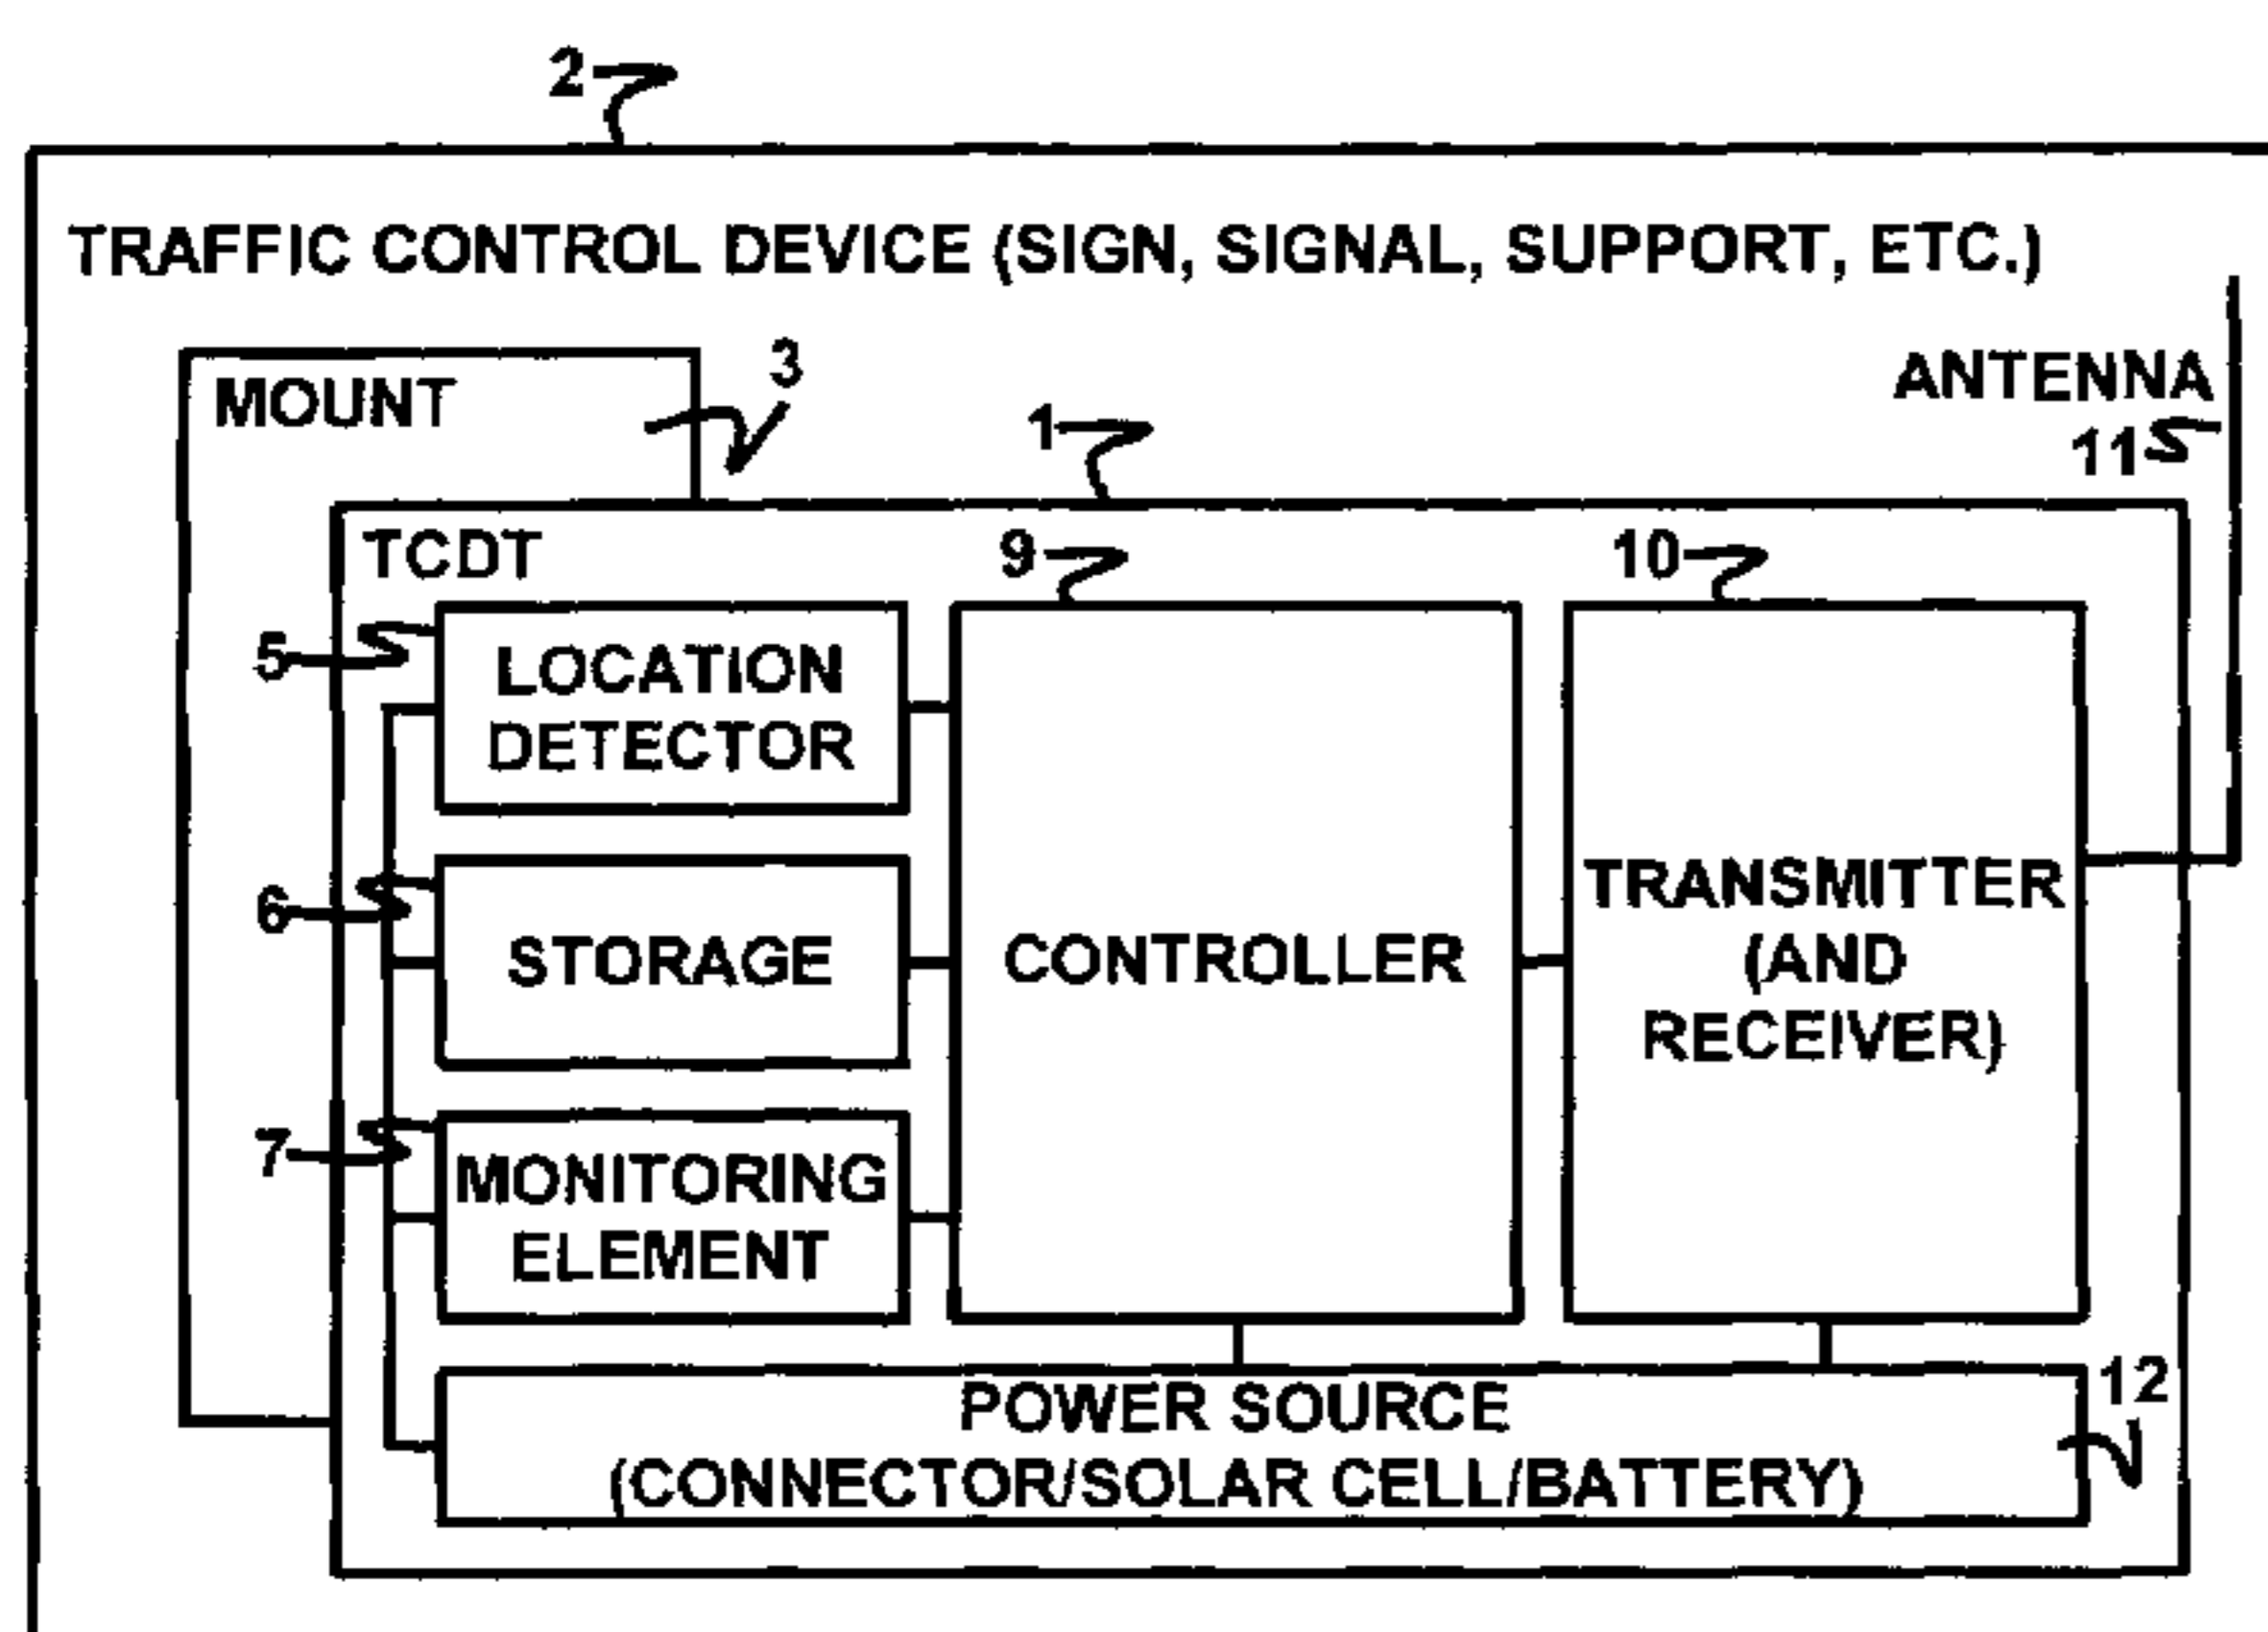 2
TRAFFIC CONTROL DEVICE (SIGN, SIGNAL, SUPPORT, ETC.)
MOUNT
3
1
ANTENNA
11
TCDT
9
10
5
LOCATION
DETECTOR
6
STORAGE
CONTROLLER
TRANSMITTER
(AND
RECEIVER)
7
MONITORING
ELEMENT
12
POWER SOURCE
(CONNECTOR/SOLAR CELL/BATTERY)